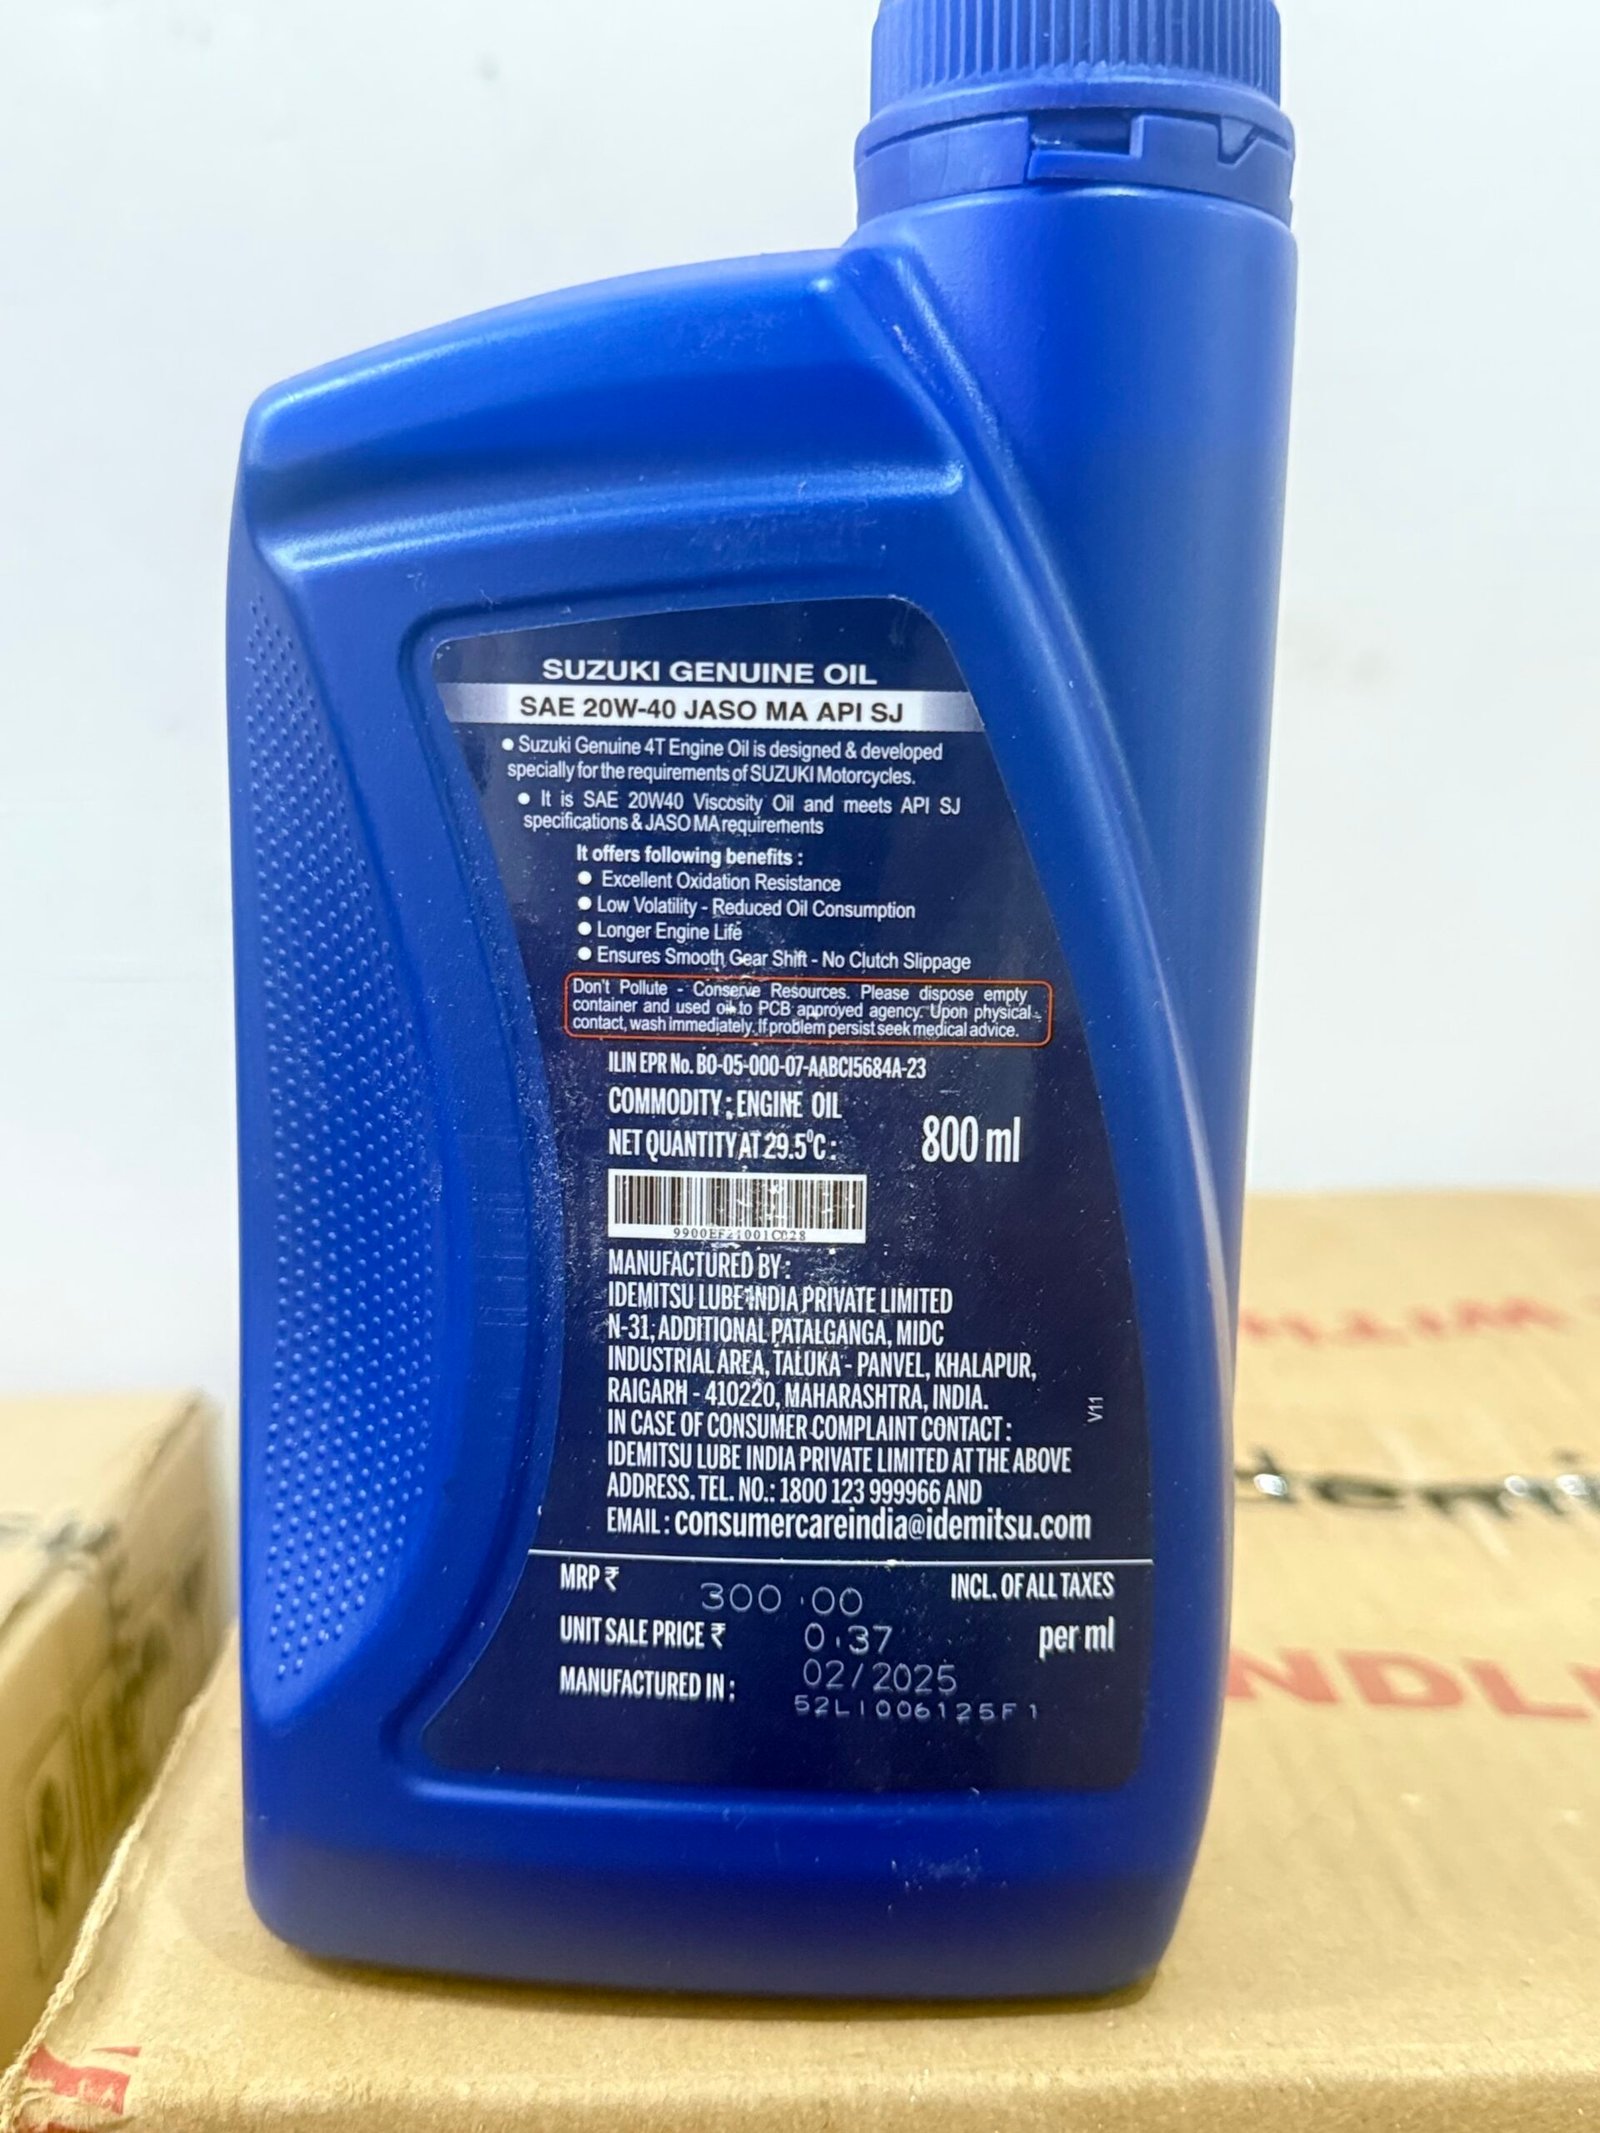 SUZUKI GENUINE OIL
SAE 20W-40 JASO MA API SJ
● Suzuki Genuine 4T Engine Oil is designed & developed
specially for the requirements of SUZUKI Motorcycles.
● It is SAE 20W40 Viscosity Oil and meets API SJ
specifications & JASO MA requirements
It offers following benefits :
● Excellent Oxidation Resistance
● Low Volatility - Reduced Oil Consumption
● Longer Engine Life
● Ensures Smooth Gear Shift - No Clutch Slippage
Don't Pollute - Conserve Resources. Please dispose empty
container and used oil to PCB approved agency. Upon physical
contact, wash immediately. If problem persist seek medical advice.
ILIN EPR No. BO-05-000-07-AABCI5684A-23
COMMODITY : ENGINE OIL
NET QUANTITY AT 29.5°C : 800 ml
MANUFACTURED BY :
IDEMITSU LUBE INDIA PRIVATE LIMITED
N-31, ADDITIONAL PATALGANGA, MIDC
INDUSTRIAL AREA, TALUKA - PANVEL, KHALAPUR,
RAIGARH - 410220, MAHARASHTRA, INDIA.
V11
IN CASE OF CONSUMER COMPLAINT CONTACT :
IDEMITSU LUBE INDIA PRIVATE LIMITED AT THE ABOVE
ADDRESS. TEL. NO.: 1800 123 999966 AND
EMAIL : consumercareindia@idemitsu.com
MRP ₹ 300.00 INCL. OF ALL TAXES
UNIT SALE PRICE ₹ 0.37 per ml
MANUFACTURED IN : 02/2025
52L1006125F1